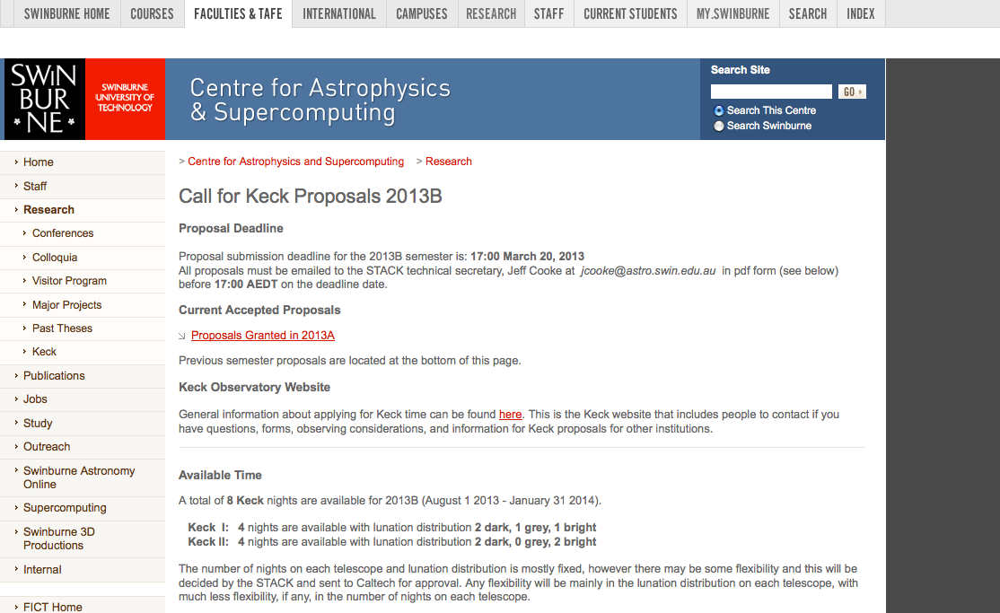 SWINBURNE HOME COURSES FACULTIES & TAFE INTERNATIONAL CAMPUSES RESEARCH STAFF CURRENT STUDENTS MY.SWINBURNE SEARCH INDEX
SWIN
BUR
*NE*
SWINBURNE
UNIVERSITY OF
TECHNOLOGY
Centre for Astrophysics
& Supercomputing
Search Site
GO
Search This Centre
Search Swinburne
Home
Staff
Research
Conferences
Colloquia
Visitor Program
Major Projects
Past Theses
Keck
Publications
Jobs
Study
Outreach
Swinburne Astronomy
Online
Supercomputing
Swinburne 3D
Productions
Internal
FICT Home
> Centre for Astrophysics and Supercomputing > Research
Call for Keck Proposals 2013B
Proposal Deadline
Proposal submission deadline for the 2013B semester is: 17:00 March 20, 2013
All proposals must be emailed to the STACK technical secretary, Jeff Cooke at jcooke@astro.swin.edu.au in pdf form (see below)
before 17:00 AEDT on the deadline date.
Current Accepted Proposals
Proposals Granted in 2013A
Previous semester proposals are located at the bottom of this page.
Keck Observatory Website
General information about applying for Keck time can be found here. This is the Keck website that includes people to contact if you
have questions, forms, observing considerations, and information for Keck proposals for other institutions.
Available Time
A total of 8 Keck nights are available for 2013B (August 1 2013 - January 31 2014).
Keck I: 4 nights are available with lunation distribution 2 dark, 1 grey, 1 bright
Keck II: 4 nights are available with lunation distribution 2 dark, 0 grey, 2 bright
The number of nights on each telescope and lunation distribution is mostly fixed, however there may be some flexibility and this will be
decided by the STACK and sent to Caltech for approval. Any flexibility will be mainly in the lunation distribution on each telescope, with
much less flexibility, if any, in the number of nights on each telescope.